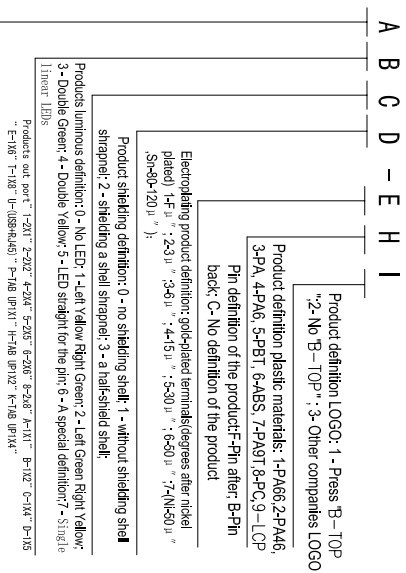 A B C D - E H I
Product definition LOGO: 1 - Press "B- TOP
";2- No "B-TOP"; 3- Other companies LOGO
Product definition plastic materials: 1-PA66,2-PA46,
3-PA, 4-PA6, 5-PBT, 6-ABS, 7-PA9T,8-PC,9-LCP
Pin definition of the product:F-Pin after; B-Pin
back; C- No definition of the product
Electroplating product definition: gold-plated terminals(degrees after nickel
plated) 1-F μ ";2-3 μ ";3-6 μ ";4-15 μ ";5-30 μ ";6-50 μ ";7-(Ni-50 μ "
,Sn-80-120 μ ");
Product shielding definition: 0 - no shielding shell; 1 - without shielding shell
shrapnel; 2 - shielding a shell shrapnel; 3 - a half-shield shell;
Products luminous definition: 0 - No LED; 1 -Left Yellow Right Green; 2 - Left Green Right Yellow;
3 - Double Green; 4 - Double Yellow; 5 - LED straight for the pin; 6 - A special definition;7 - Single
linear LEDs
Products out port" 1-2X1" 2-2X2" 4-2X4" 5-2X5" 6-2X6" 8-2x8" A-1X1" B-1X2" C-1X4" D-1X5
" E-1X6" T-1X8" U-(USB+RJ45)" P-TAB UP1X1" H-TAB UP1X2" K-TAB UP1X4"